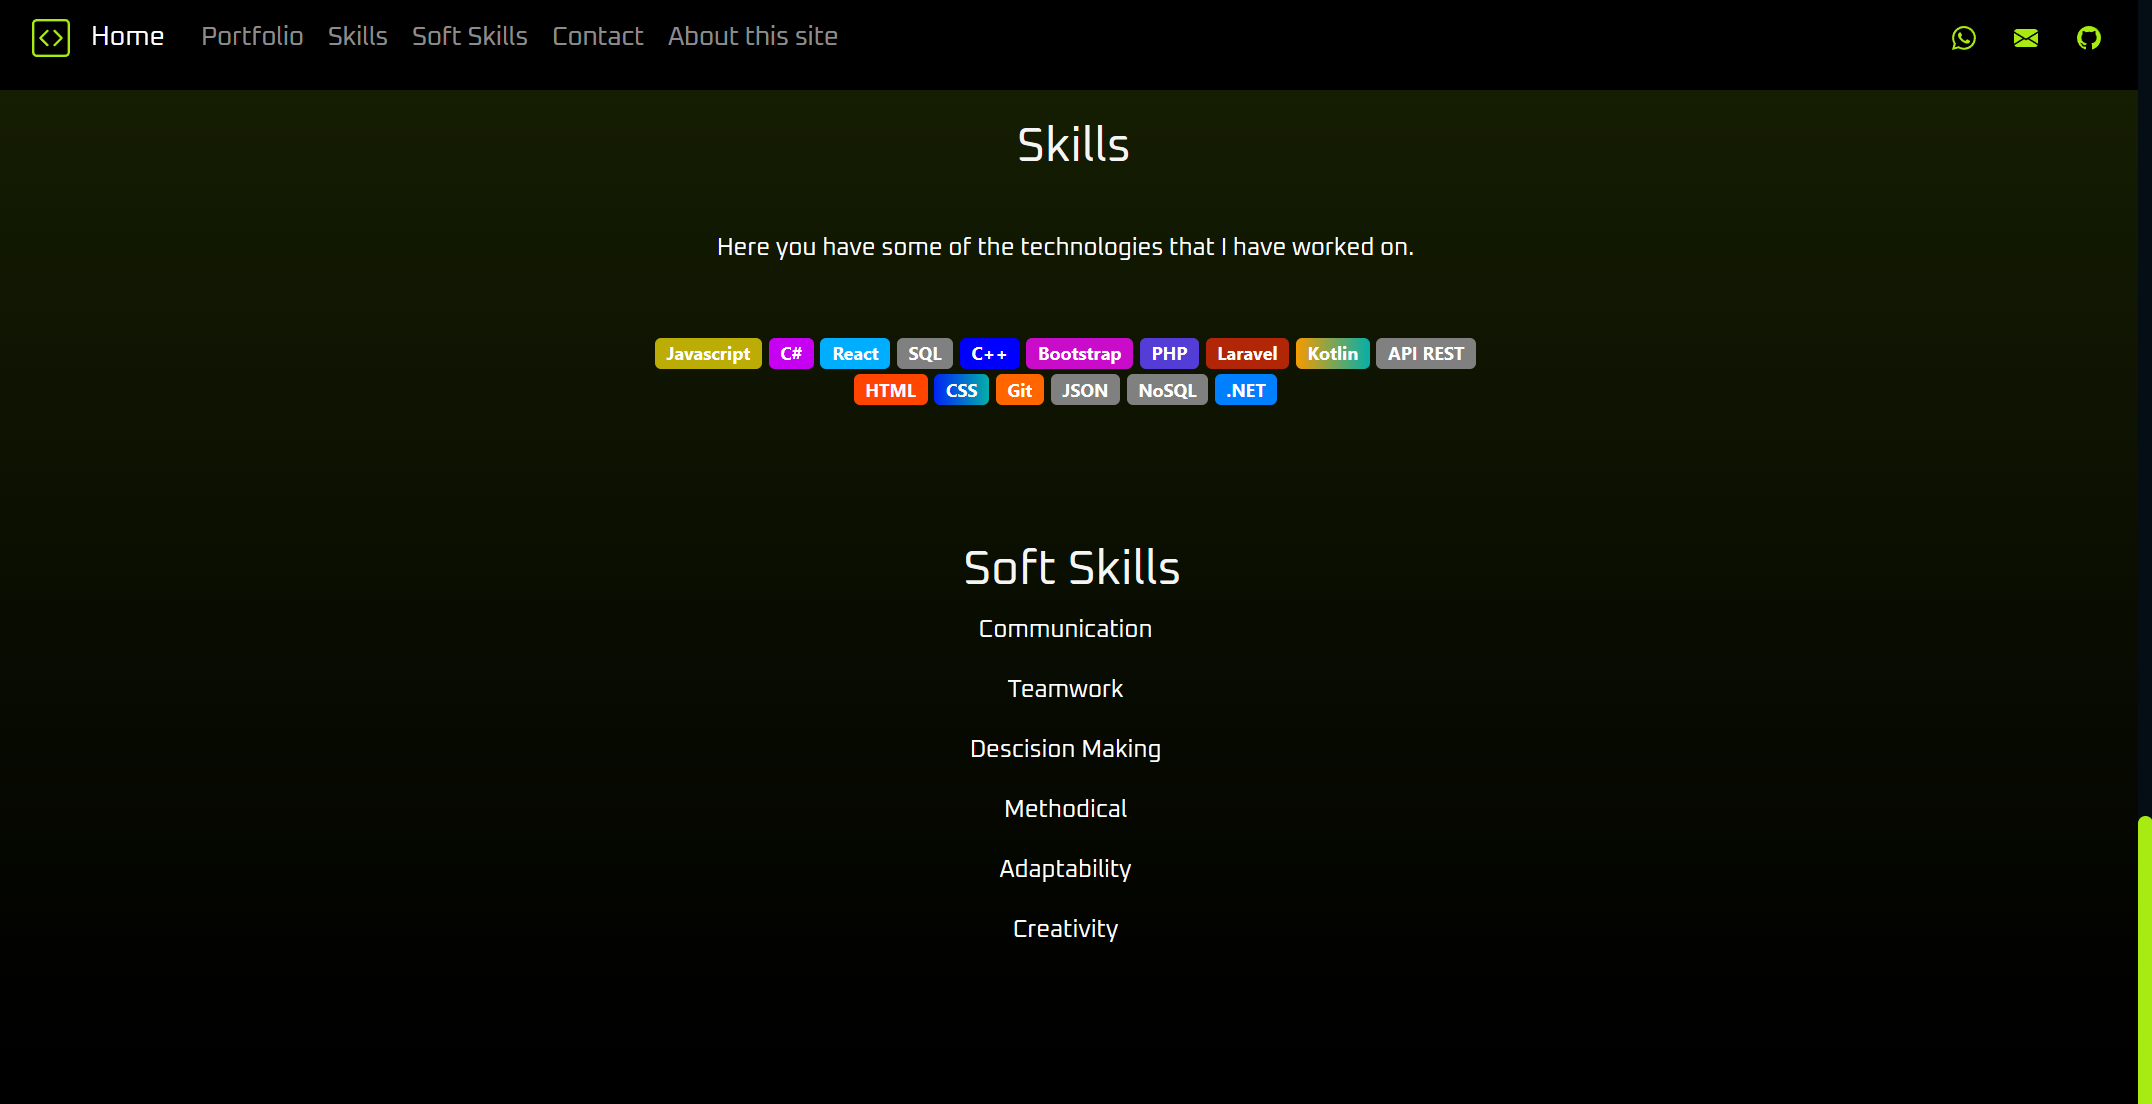 Home Portfolio Skills Soft Skills Contact About this site
Skills
Here you have some of the technologies that I have worked on.
Javascript C# React SQL C++ Bootstrap PHP Laravel Kotlin API REST
HTML CSS Git JSON NoSQL .NET
Soft Skills
Communication
Teamwork
Descision Making
Methodical
Adaptability
Creativity